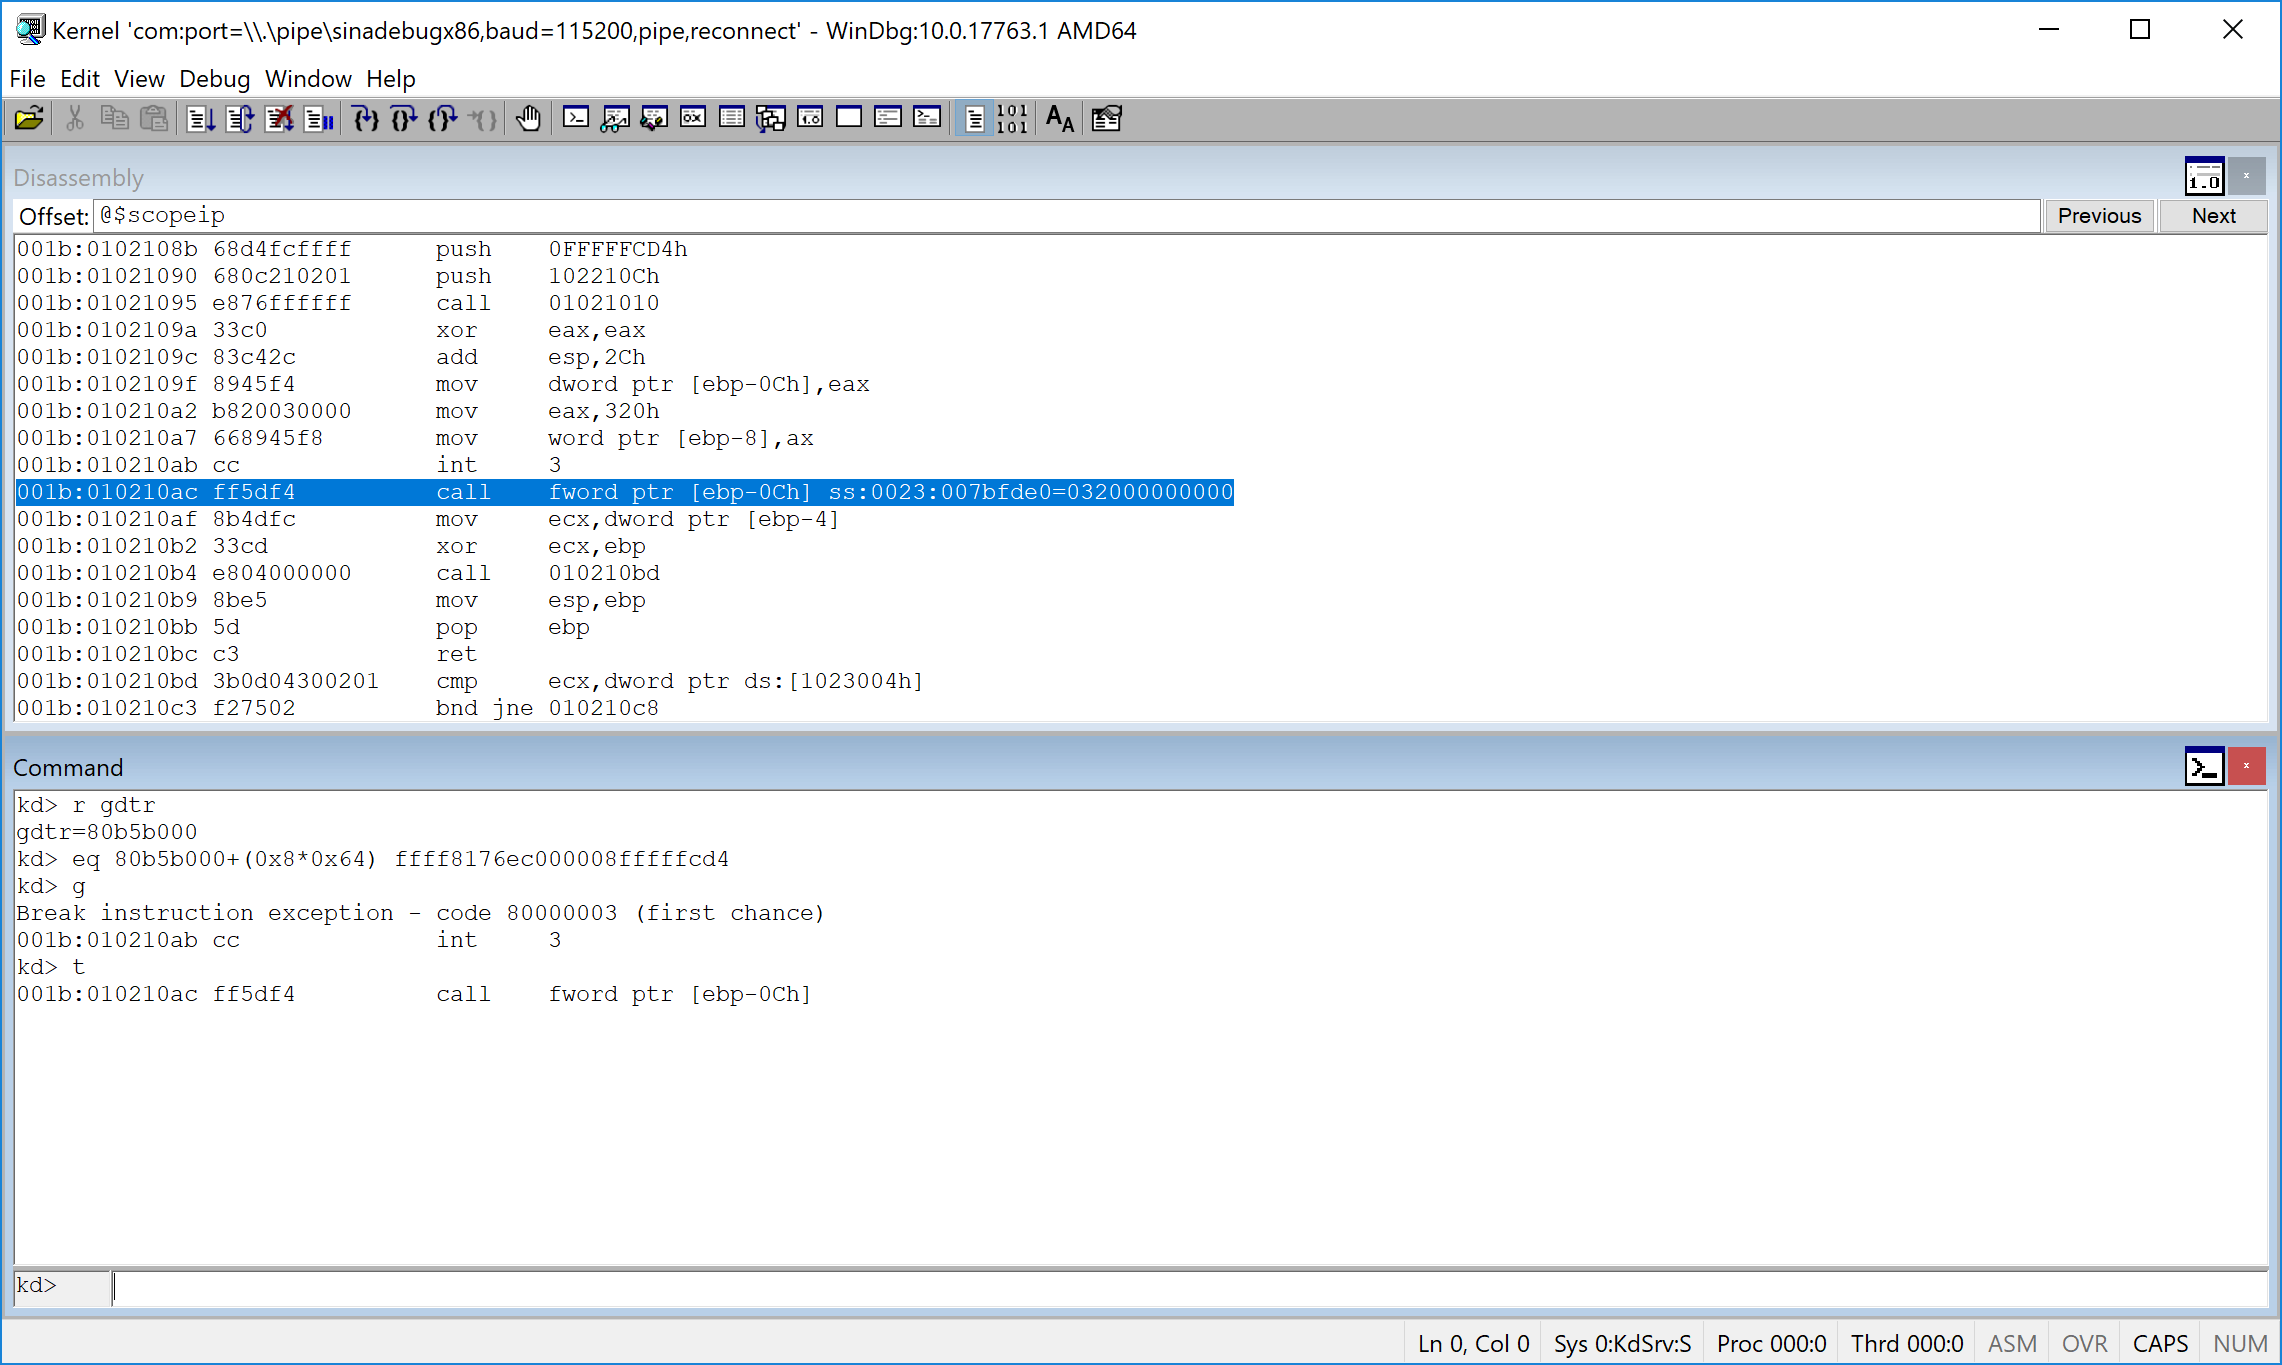 Kernel 'com:port=\\.\pipe\sinadebugx86,baud=115200,pipe,reconnect' - WinDbg:10.0.17763.1 AMD64
File Edit View Debug Window Help
Disassembly
Offset: @$scopeip Previous Next
001b:0102108b 68d4fcffff push 0FFFFFCD4h
001b:01021090 680c210201 push 102210Ch
001b:01021095 e876ffffff call 01021010
001b:0102109a 33c0 xor eax,eax
001b:0102109c 83c42c add esp,2Ch
001b:0102109f 8945f4 mov dword ptr [ebp-0Ch],eax
001b:010210a2 b820030000 mov eax,320h
001b:010210a7 668945f8 mov word ptr [ebp-8],ax
001b:010210ab cc int 3
001b:010210ac ff5df4 call fword ptr [ebp-0Ch] ss:0023:007bfde0=032000000000
001b:010210af 8b4dfc mov ecx,dword ptr [ebp-4]
001b:010210b2 33cd xor ecx,ebp
001b:010210b4 e804000000 call 010210bd
001b:010210b9 8be5 mov esp,ebp
001b:010210bb 5d pop ebp
001b:010210bc c3 ret
001b:010210bd 3b0d04300201 cmp ecx,dword ptr ds:[1023004h]
001b:010210c3 f27502 bnd jne 010210c8
Command
kd> r gdtr
gdtr=80b5b000
kd> eq 80b5b000+(0x8*0x64) ffff8176ec000008fffffcd4
kd> g
Break instruction exception - code 80000003 (first chance)
001b:010210ab cc int 3
kd> t
001b:010210ac ff5df4 call fword ptr [ebp-0Ch]
kd>
Ln 0, Col 0 Sys 0:KdSrv:S Proc 000:0 Thrd 000:0 ASM OVR CAPS NUM